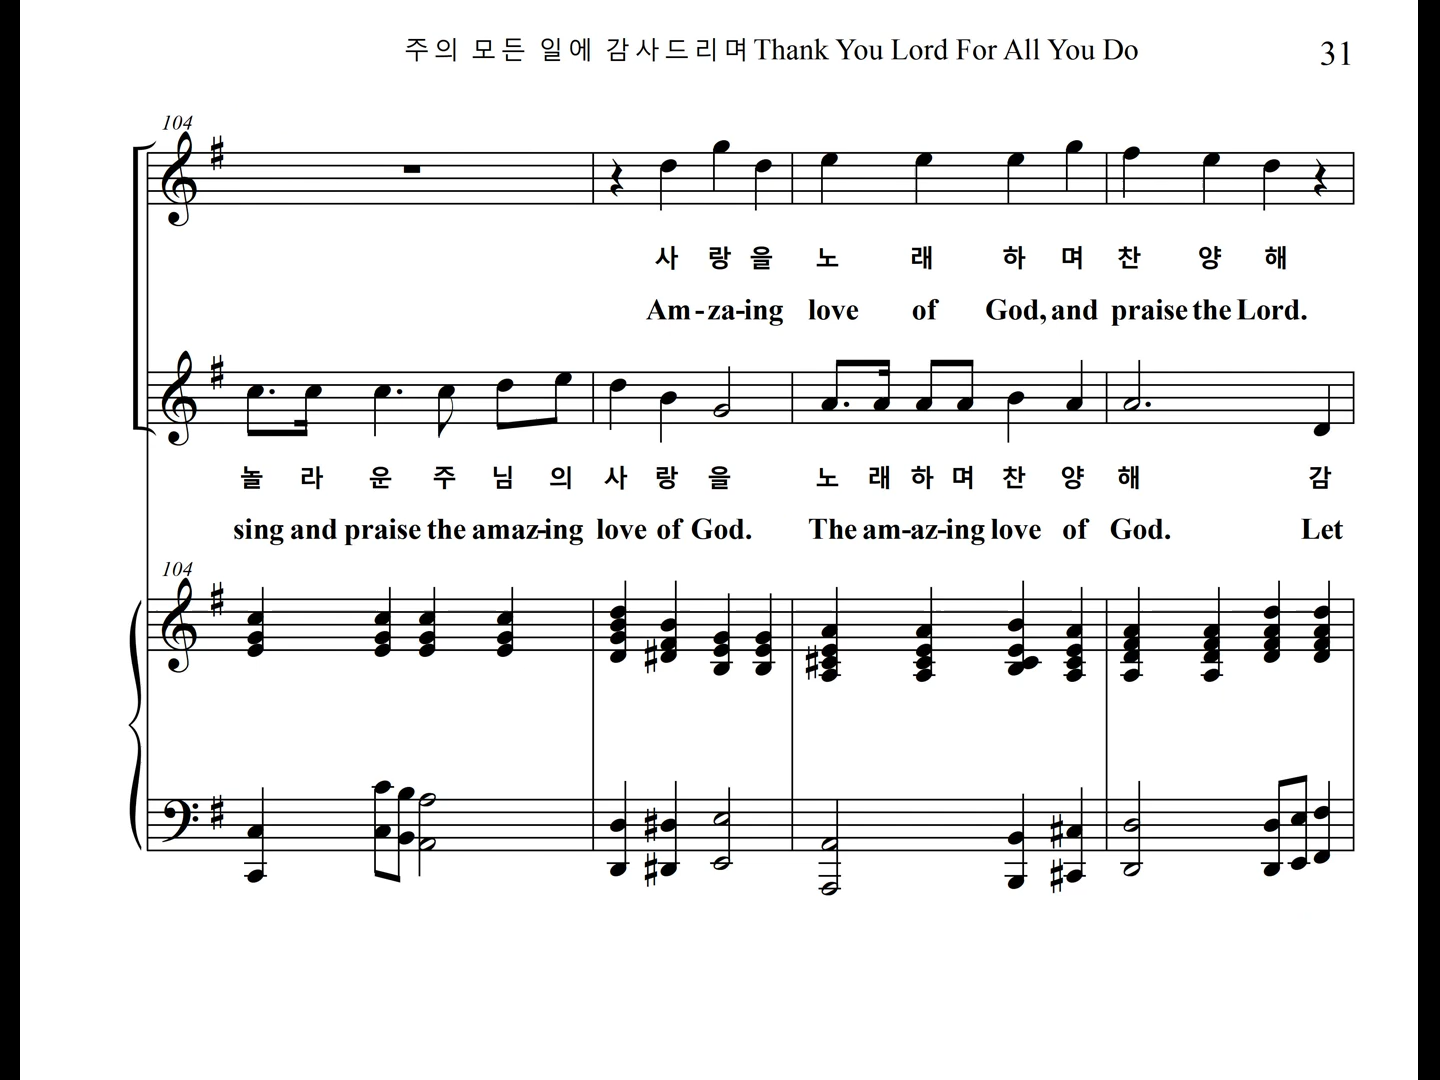 주의 모든 일에 감사드리며 Thank You Lord For All You Do 31
104
사 랑 을 노 래 하 며 찬 양 해
Am-za-ing love of God, and praise the Lord.
놀 라 운 주 님 의 사 랑 을 노 래 하 며 찬 양 해 감
sing and praise the amaz-ing love of God. The am-az-ing love of God. Let
104